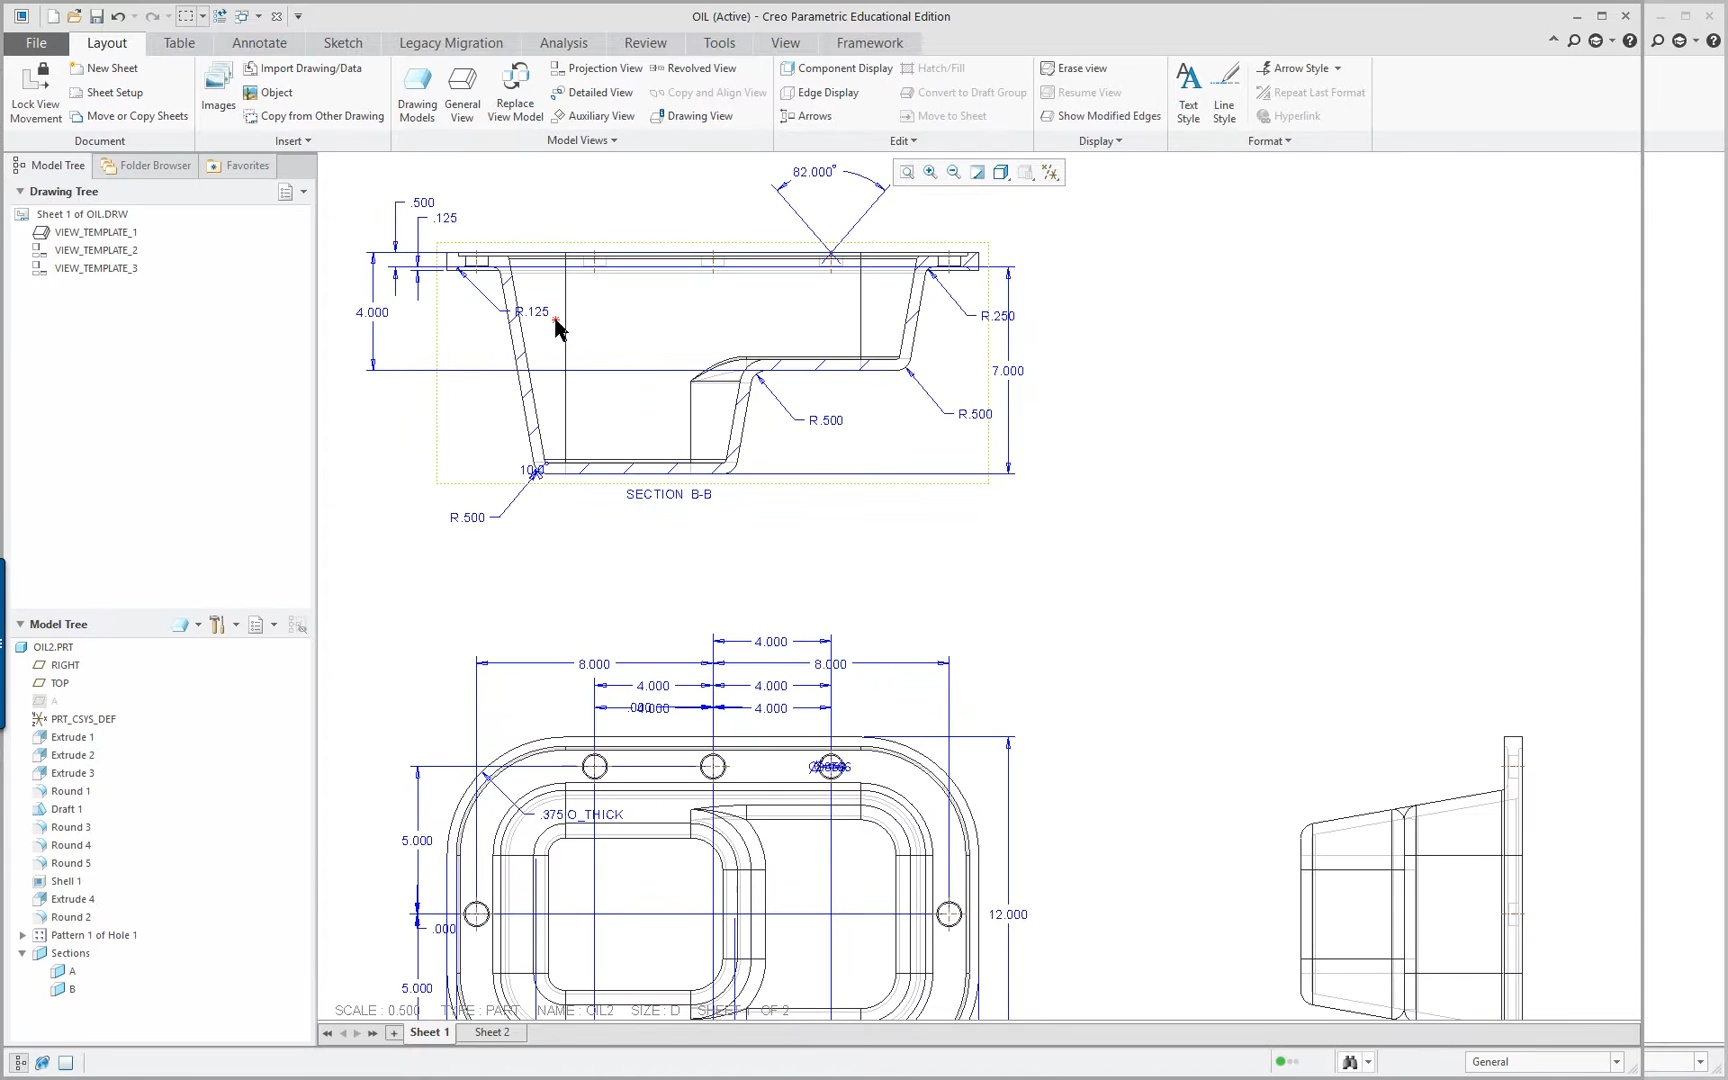 OIL (Active) - Creo Parametric Educational Edition
File Layout Table Annotate Sketch Legacy Migration Analysis Review Tools View Framework
Lock View Movement
New Sheet
Sheet Setup
Move or Copy Sheets
Document
Images
Import Drawing/Data
Object
Copy from Other Drawing
Insert
Drawing Models
General View
Replace View Model
Projection View
Detailed View
Auxiliary View
Revolved View
Copy and Align View
Drawing View
Model Views
Component Display
Edge Display
Arrows
Hatch/Fill
Convert to Draft Group
Move to Sheet
Edit
Erase view
Resume View
Show Modified Edges
Display
Text Style
Line Style
Arrow Style
Repeat Last Format
Hyperlink
Format
Model Tree Folder Browser Favorites
Drawing Tree
Sheet 1 of OIL.DRW
VIEW_TEMPLATE_1
VIEW_TEMPLATE_2
VIEW_TEMPLATE_3
Model Tree
OIL2.PRT
RIGHT
TOP
A
PRT_CSYS_DEF
Extrude 1
Extrude 2
Extrude 3
Round 1
Draft 1
Round 3
Round 4
Round 5
Shell 1
Extrude 4
Round 2
Pattern 1 of Hole 1
Sections
A
B
82.000°
.500
.125
4.000
R.125
R.250
7.000
R.500
R.500
10.0°
SECTION B-B
R.500
4.000
8.000 8.000
4.000 4.000
4.000 4.000
.375 O_THICK
5.000
12.000
.000
5.000
SCALE : 0.500 TYPE : PART NAME : OIL2 SIZE : D SHEET OF 2
Sheet 1 Sheet 2
General